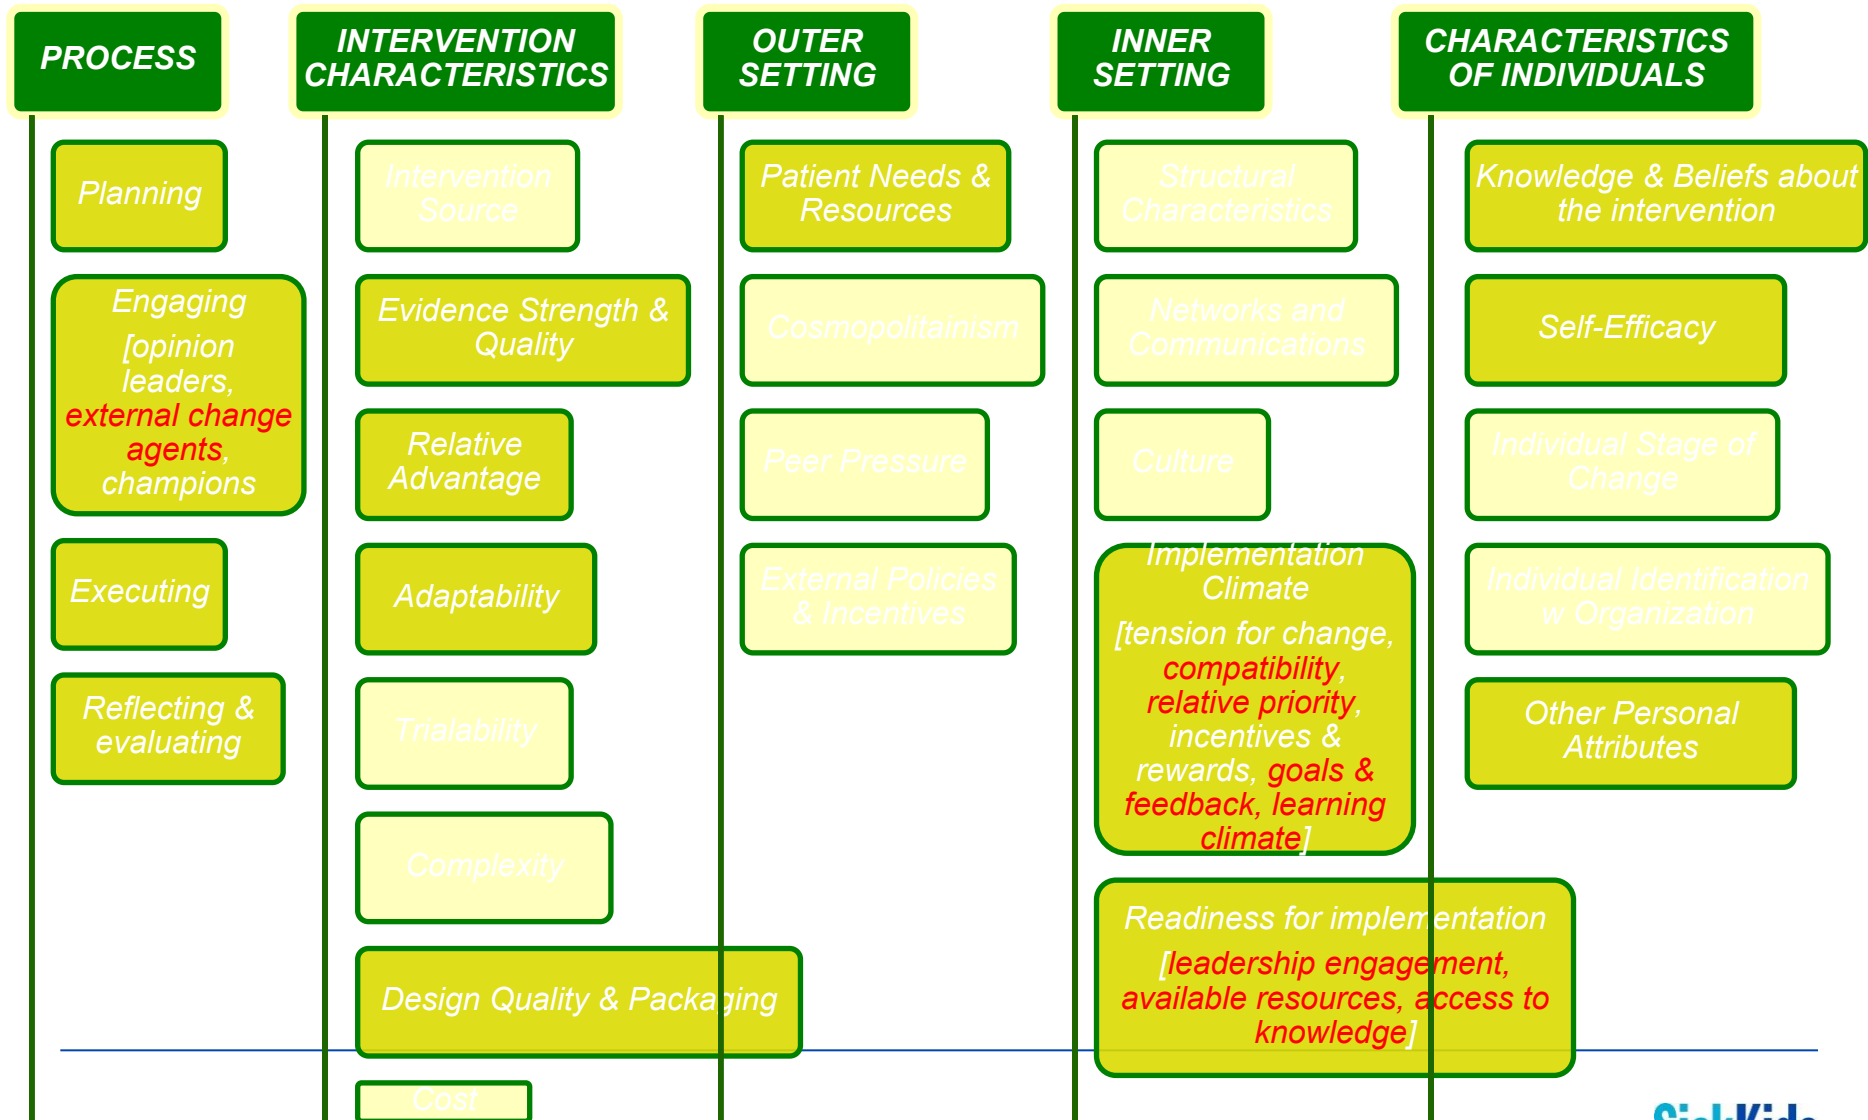 PROCESS
Planning
Engaging
[opinion
leaders,
external change
agents,
champions
Executing
Reflecting &
evaluating
INTERVENTION
CHARACTERISTICS
Intervention
Source
Evidence Strength &
Quality
Relative
Advantage
Adaptability
Trialability
Complexity
Design Quality & Packaging
Cost
OUTER
SETTING
Patient Needs &
Resources
Cosmopolitainism
Peer Pressure
External Policies
& Incentives
INNER
SETTING
Structural
Characteristics
Networks and
Communications
Culture
Implementation
Climate
[tension for change,
compatibility,
relative priority,
incentives &
rewards, goals &
feedback, learning
climate]
Readiness for implementation
[leadership engagement,
available resources, access to
knowledge]
CHARACTERISTICS
OF INDIVIDUALS
Knowledge & Beliefs about
the intervention
Self-Efficacy
Individual Stage of
Change
Individual Identification
w Organization
Other Personal
Attributes
SickKids